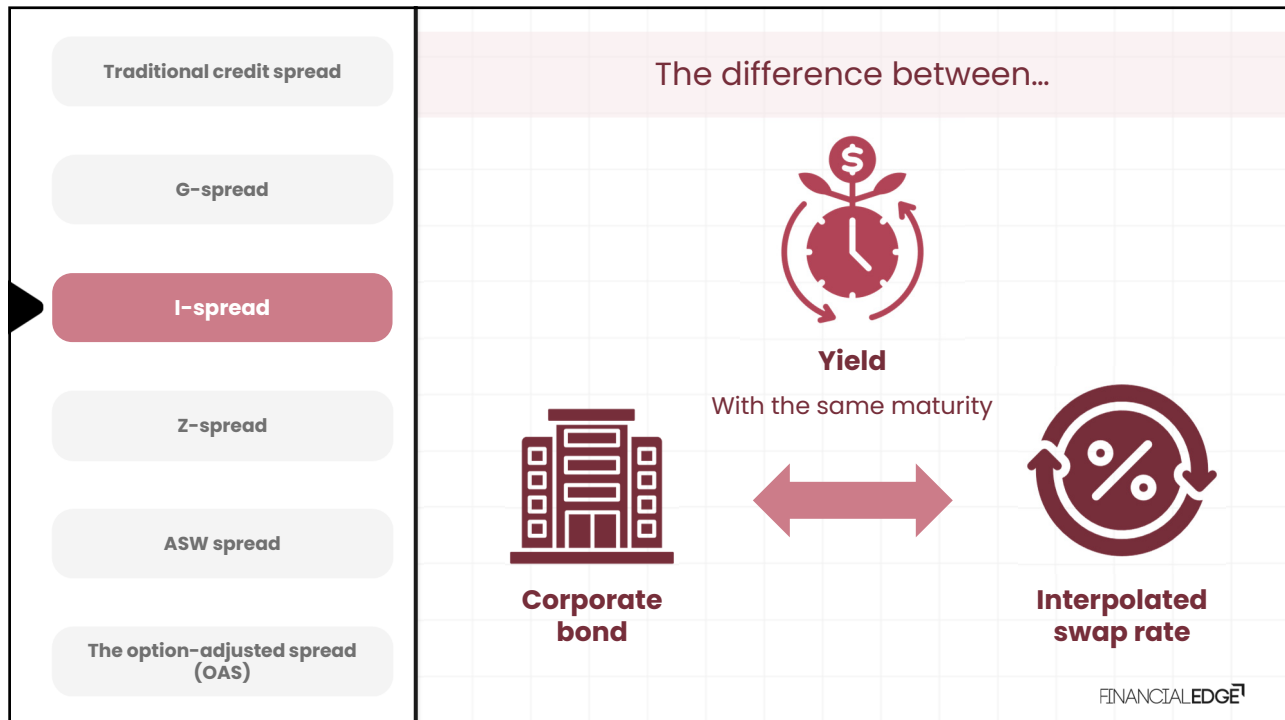 Traditional credit spread
G-spread
I-spread
Z-spread
ASW spread
The option-adjusted spread
(OAS)
The difference between…
$
Yield
With the same maturity
%
Corporate
bond
Interpolated
swap rate
FINANCIALEDGE